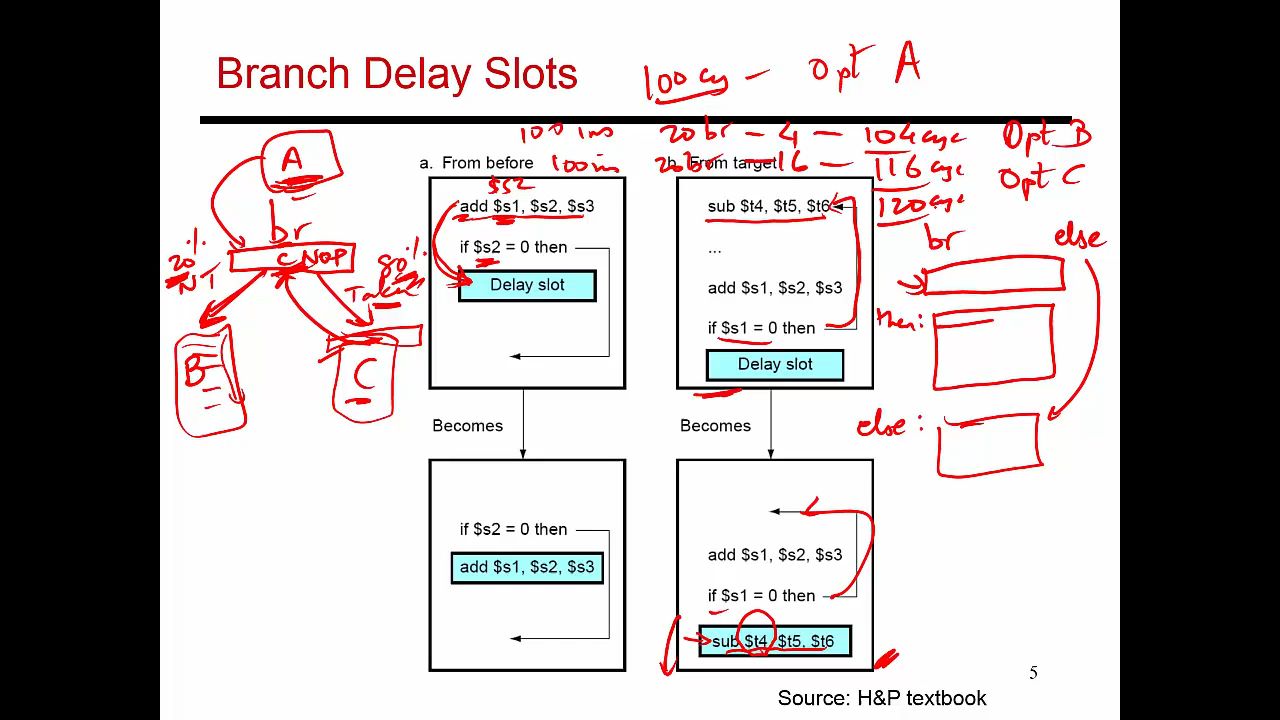 Branch Delay Slots
100 cy – Opt A
100 ins 20 br – 4 – 104 cyc Opt B
a. From before 100 ins
b. From target
20 br – 16 – 116 cyc Opt C
120 cyc
A
$s2
add $s1, $s2, $s3
if $s2 = 0 then
Delay slot
br
C NOP
20%
NT
80%
Taken
B
C
sub $t4, $t5, $t6
...
add $s1, $s2, $s3
if $s1 = 0 then
Delay slot
br
else
then:
else:
Becomes
Becomes
if $s2 = 0 then
add $s1, $s2, $s3
add $s1, $s2, $s3
if $s1 = 0 then
sub $t4, $t5, $t6
5
Source: H&P textbook